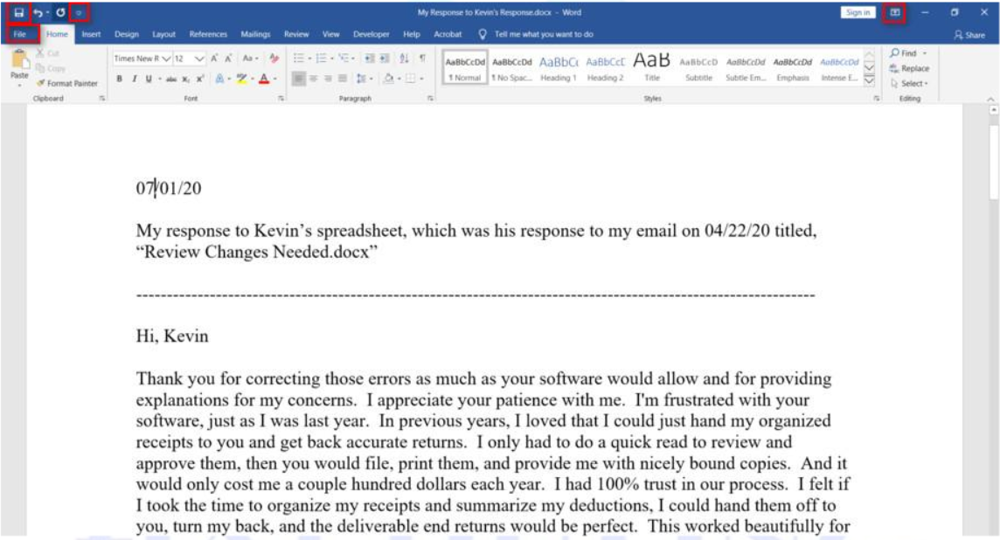 My Response to Kevin's Response.docx - Word
Sign in
File Home Insert Design Layout References Mailings Review View Developer Help Acrobat Tell me what you want to do
Share
Paste
Cut
Copy
Format Painter
Clipboard
Times New R 12
Aa
B I U abc x, x²
A
Font
Paragraph
AaBbCcDd AaBbCcDd AaBbCc AaBbCcE AaB AaBbCcD AaBbCcDd AaBbCcDd AaBbCcDd
¶ Normal ¶ No Spac... Heading 1 Heading 2 Title Subtitle Subtle Em... Emphasis Intense E...
Styles
Find
Replace
Select
Editing
07/01/20
My response to Kevin’s spreadsheet, which was his response to my email on 04/22/20 titled,
“Review Changes Needed.docx”
Hi, Kevin
Thank you for correcting those errors as much as your software would allow and for providing
explanations for my concerns.  I appreciate your patience with me.  I'm frustrated with your
software, just as I was last year.  In previous years, I loved that I could just hand my organized
receipts to you and get back accurate returns.  I only had to do a quick read to review and
approve them, then you would file, print them, and provide me with nicely bound copies.  And it
would only cost me a couple hundred dollars each year.  I had 100% trust in our process.  I felt if
I took the time to organize my receipts and summarize my deductions, I could hand them off to
you, turn my back, and the deliverable end returns would be perfect.  This worked beautifully for